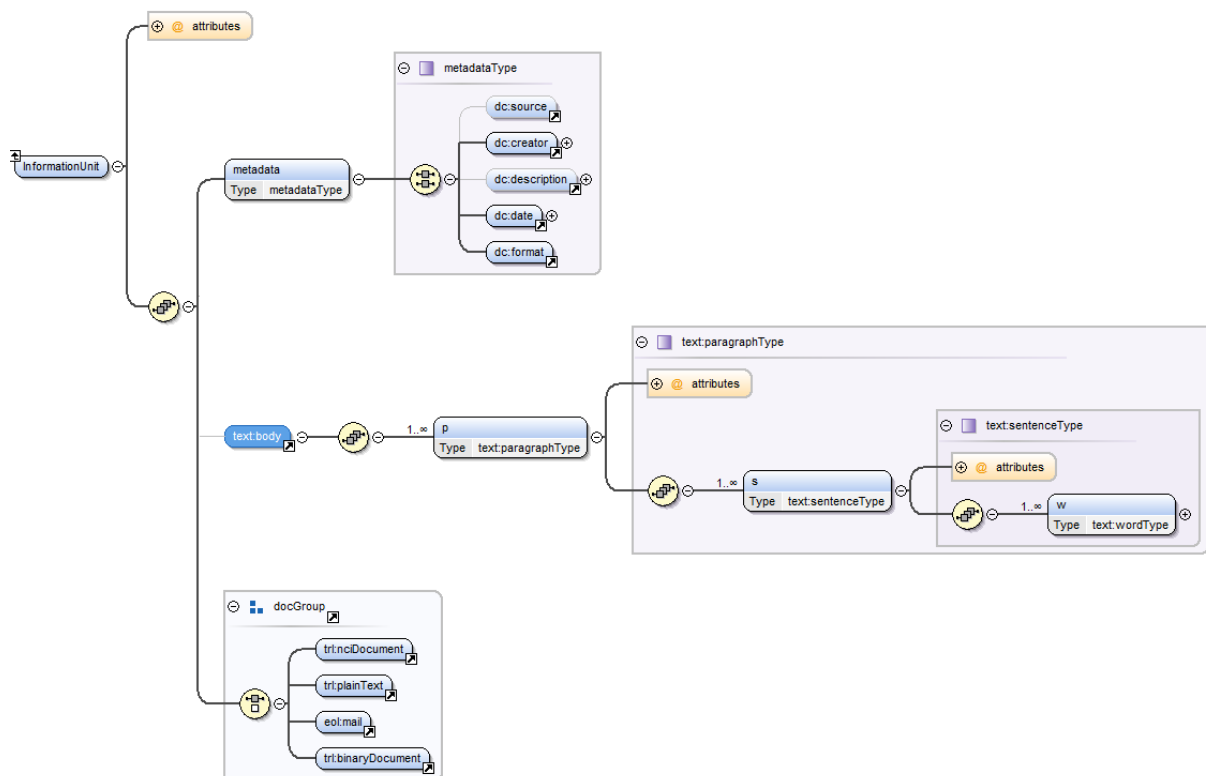 @ attributes
metadataType
dc:source
dc:creator
InformationUnit
metadata
Type metadataType
dc:description
dc:date
dc:format
text:paragraphType
@ attributes
text:body
1..∞
p
Type text:paragraphType
text:sentenceType
@ attributes
1..∞
s
Type text:sentenceType
1..∞
w
Type text:wordType
docGroup
trl:nciDocument
trl:plainText
eol:mail
trl:binaryDocument